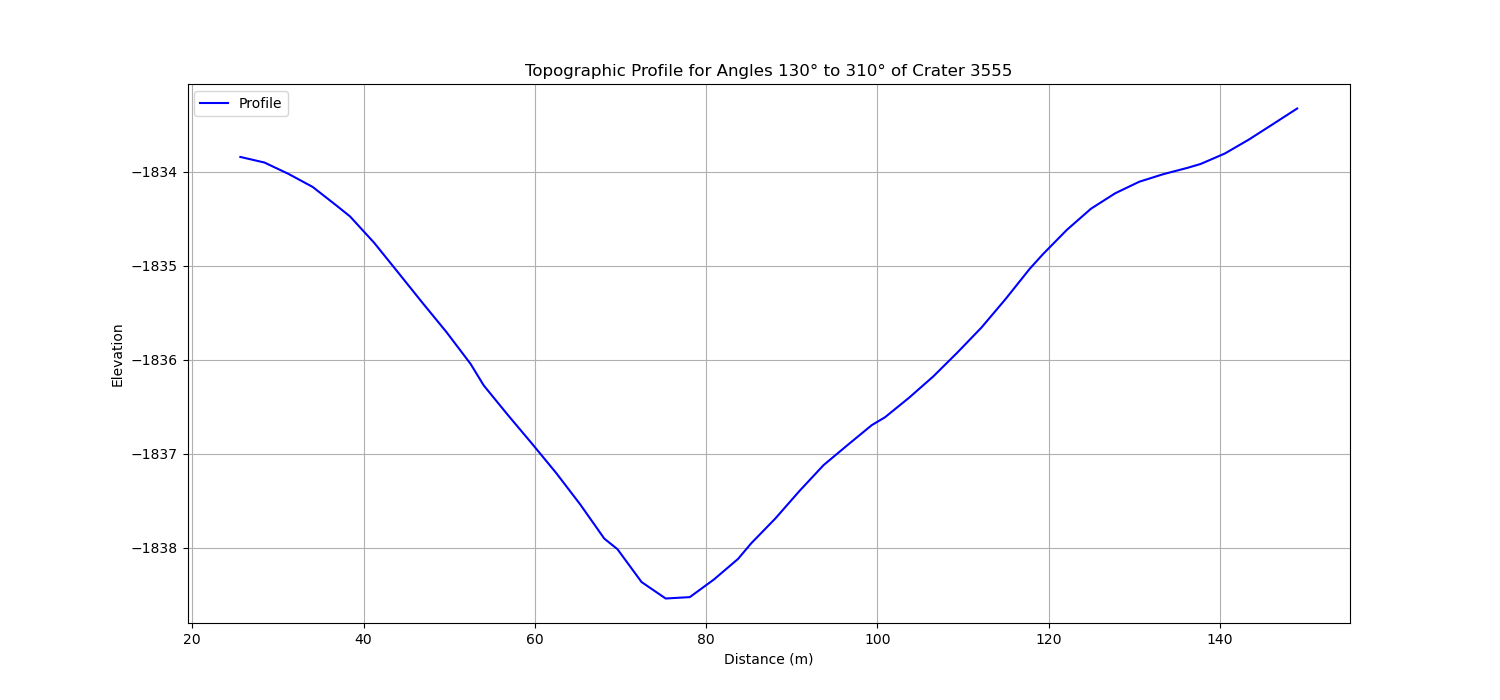 Topographic Profile for Angles 130° to 310° of Crater 3555
Profile
−1834
−1835
−1836
−1837
−1838
Elevation
20 40 60 80 100 120 140
Distance (m)